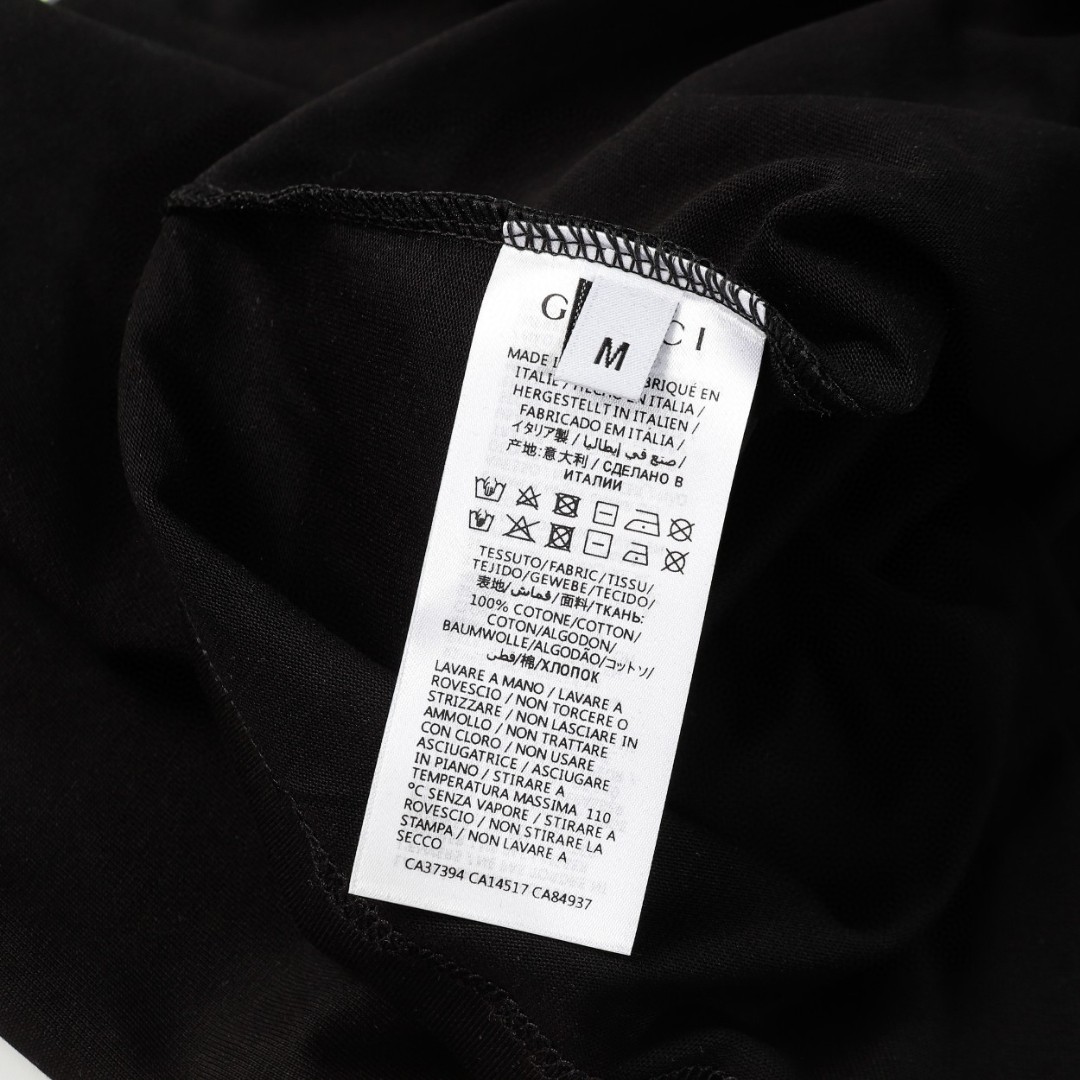 G CI
M
MADE I BRIQUÉ EN
ITALIE / HECHO EN ITALIA /
HERGESTELLT IN ITALIEN /
FABRICADO EM ITÁLIA /
イタリア製 / صنع في إيطاليا /
产地:意大利 / СДЕЛАНО В
ИТАЛИИ
TESSUTO/FABRIC/TISSU/
TEJIDO/GEWEBE/TECIDO/
表地/قماش/面料/ТКАНЬ:
100% COTONE/COTTON/
COTON/ALGODON/
BAUMWOLLE/ALGODÃO/コットン/
قطن/棉/ХЛОПОК
LAVARE A MANO / LAVARE A
ROVESCIO / NON TORCERE O
STRIZZARE / NON LASCIARE IN
AMMOLLO / NON TRATTARE
CON CLORO / NON USARE
ASCIUGATRICE / ASCIUGARE
IN PIANO / STIRARE A
TEMPERATURA MASSIMA 110
°C SENZA VAPORE / STIRARE A
ROVESCIO / NON STIRARE LA
STAMPA / NON LAVARE A
SECCO
CA37394 CA14517 CA84937